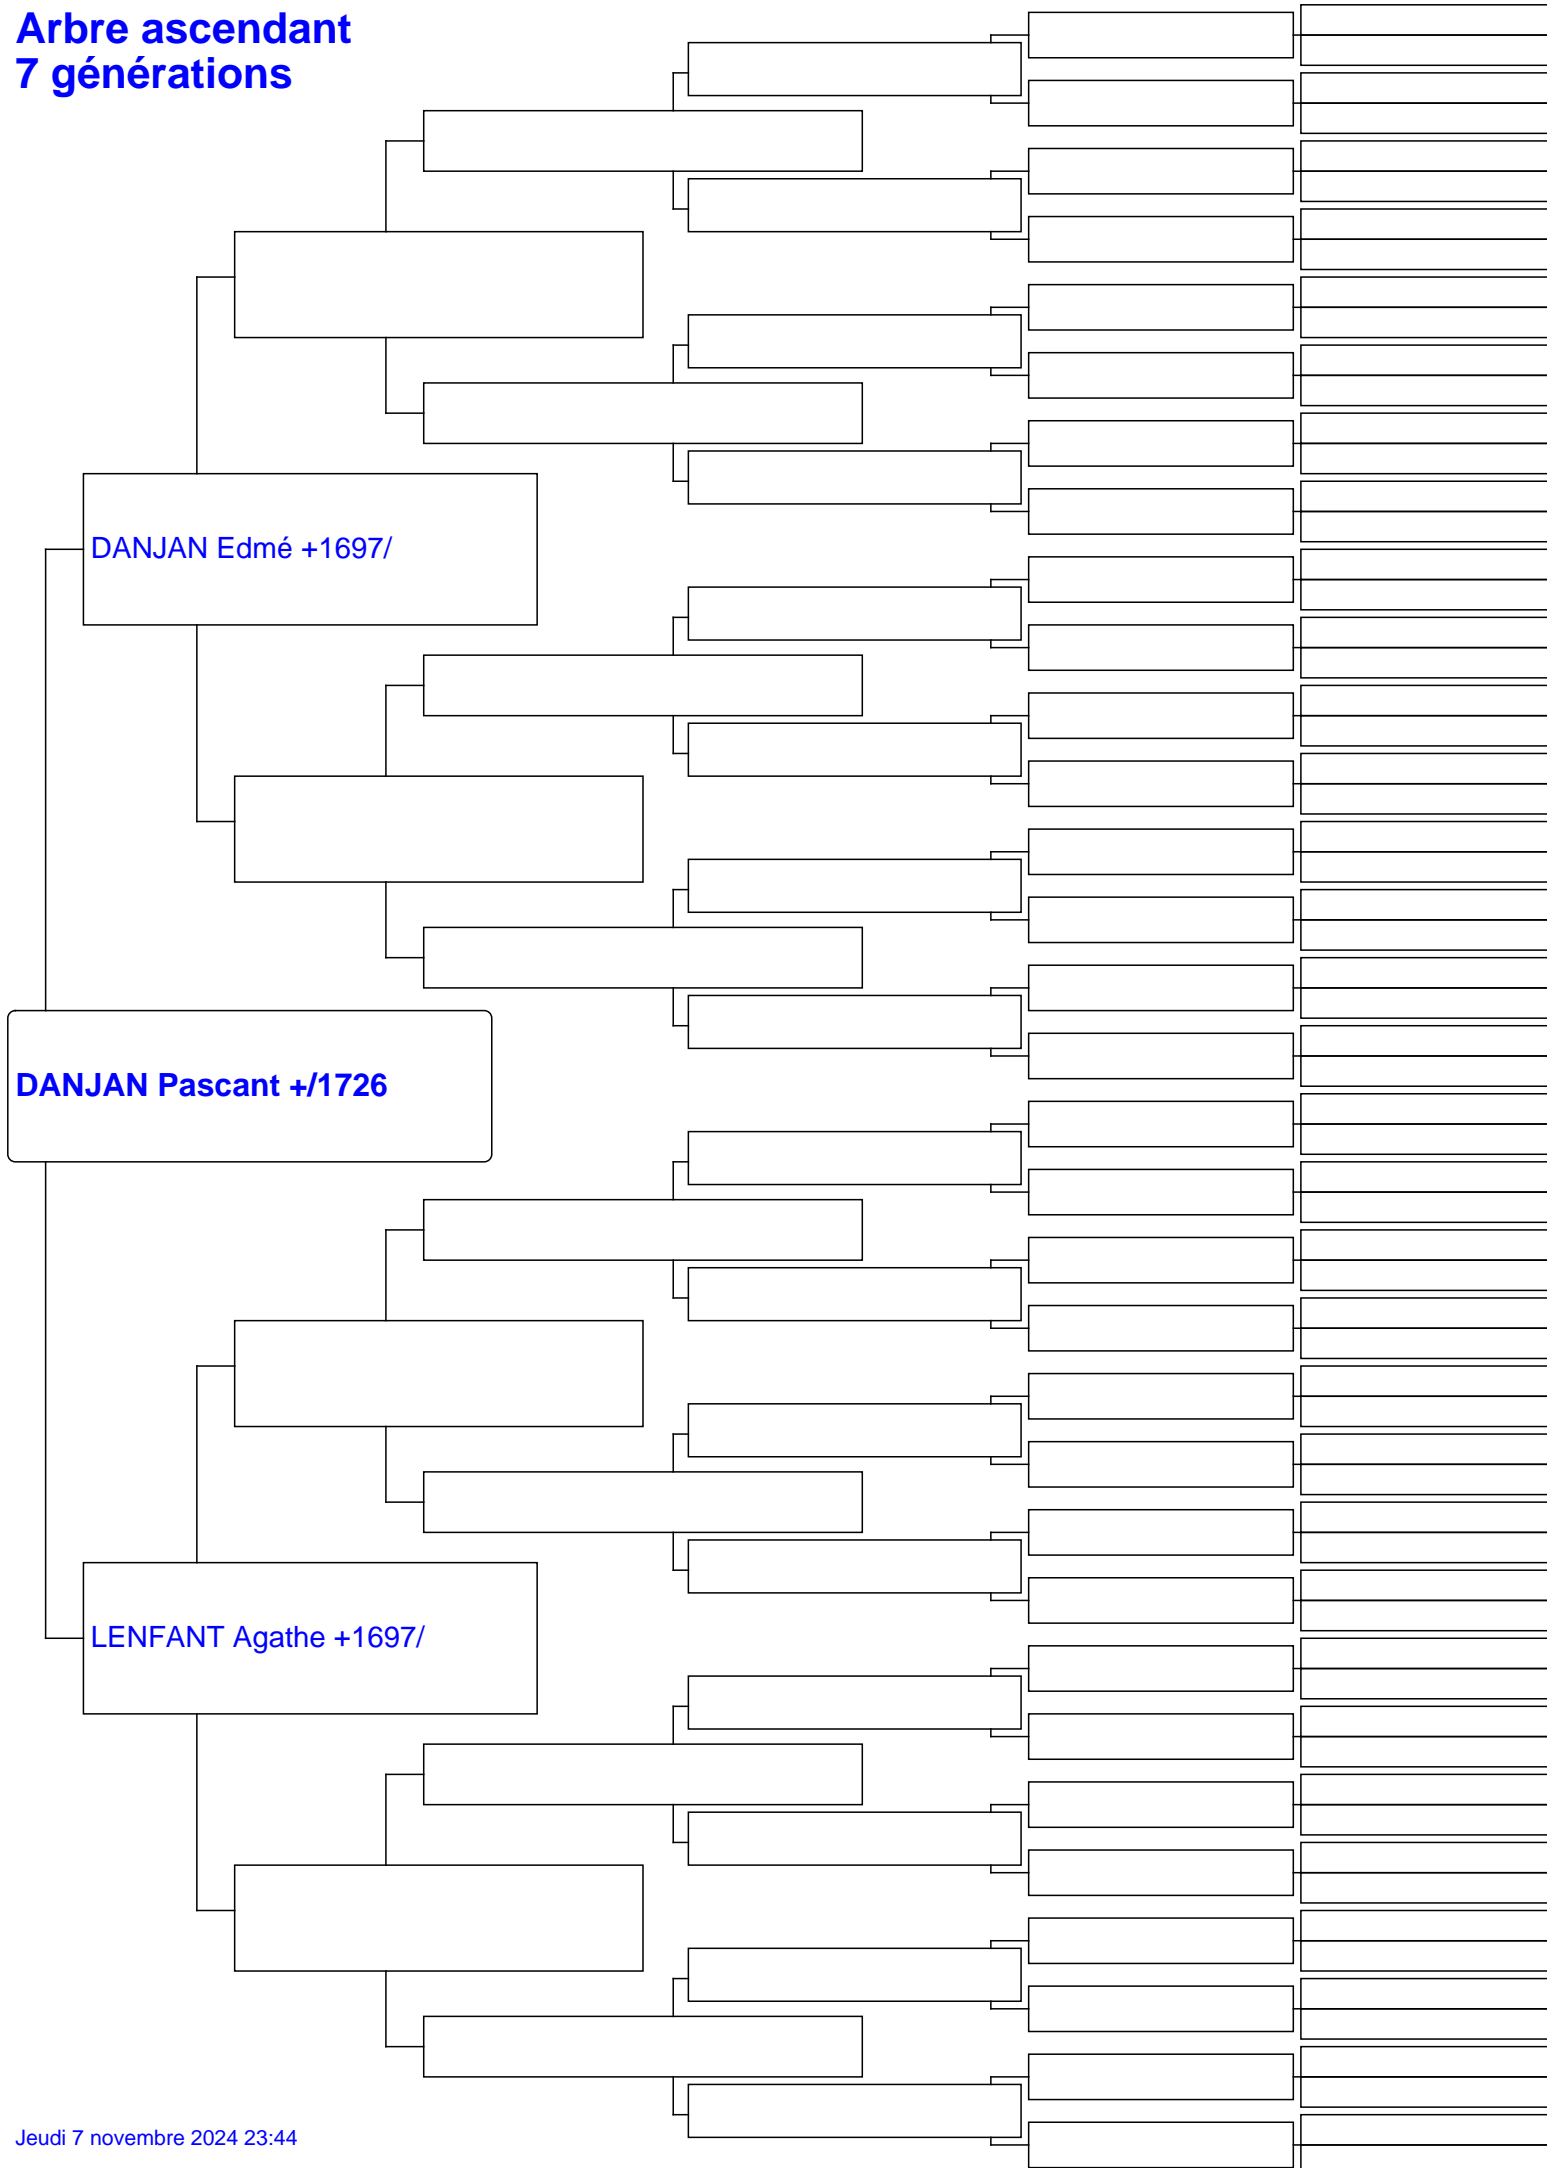 Arbre ascendant
7 générations
DANJAN Edmé +1697/
DANJAN Pascant +/1726
LENFANT Agathe +1697/
Jeudi 7 novembre 2024 23:44